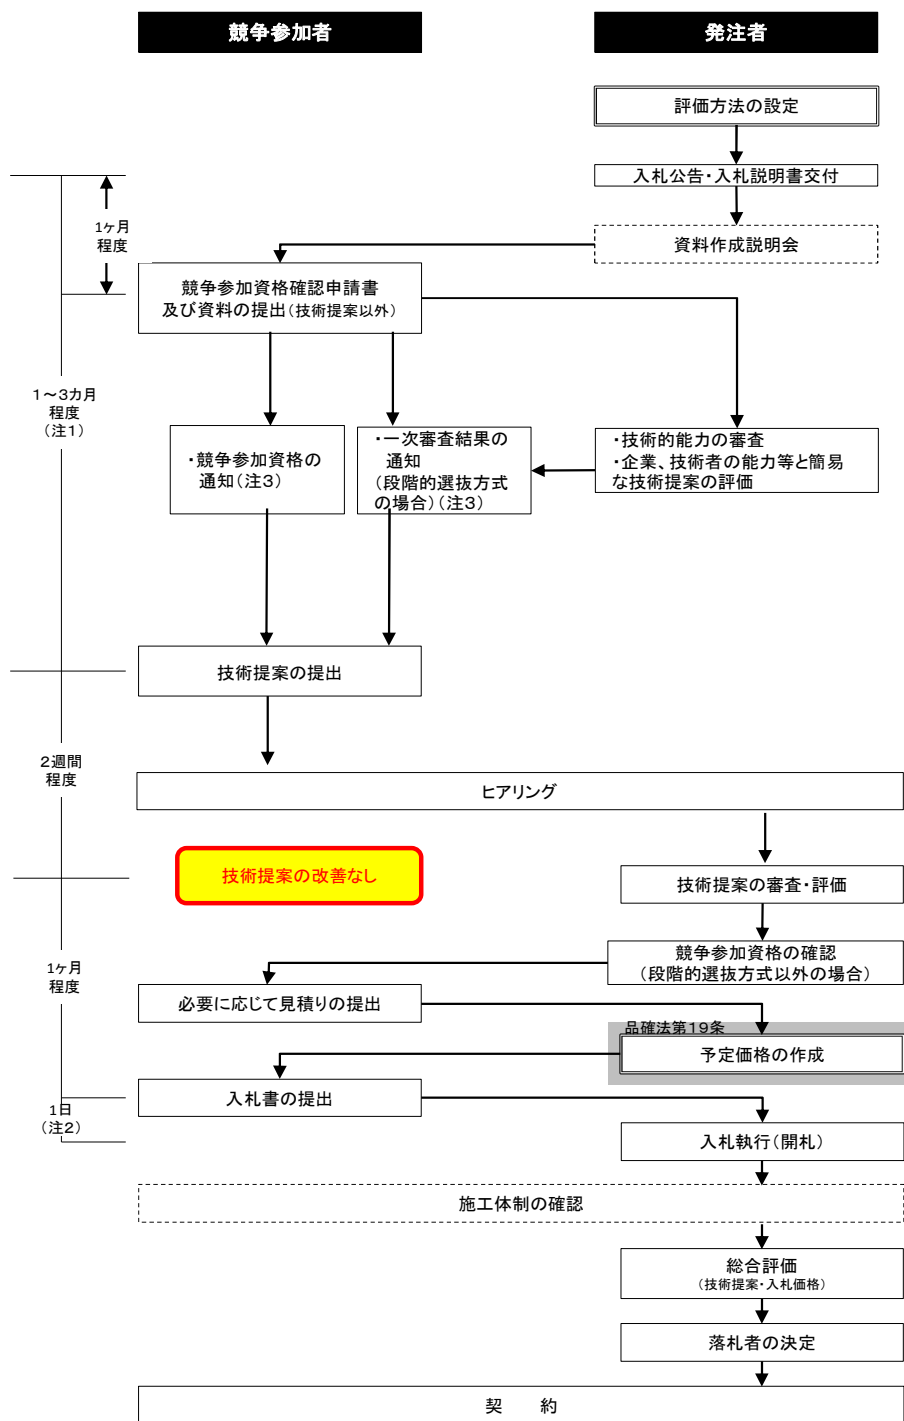 競争参加者
発注者
評価方法の設定
入札公告・入札説明書交付
1ヶ月
程度
資料作成説明会
競争参加資格確認申請書
及び資料の提出(技術提案以外)
1～3カ月
程度
(注1)
・競争参加資格の
通知(注3)
・一次審査結果の
通知
(段階的選抜方式
の場合)(注3)
・技術的能力の審査
・企業、技術者の能力等と簡易
な技術提案の評価
技術提案の提出
2週間
程度
ヒアリング
技術提案の改善なし
技術提案の審査・評価
1ヶ月
程度
競争参加資格の確認
(段階的選抜方式以外の場合)
必要に応じて見積りの提出
品確法第19条
予定価格の作成
入札書の提出
1日
(注2)
入札執行(開札)
施工体制の確認
総合評価
(技術提案・入札価格)
落札者の決定
契　約